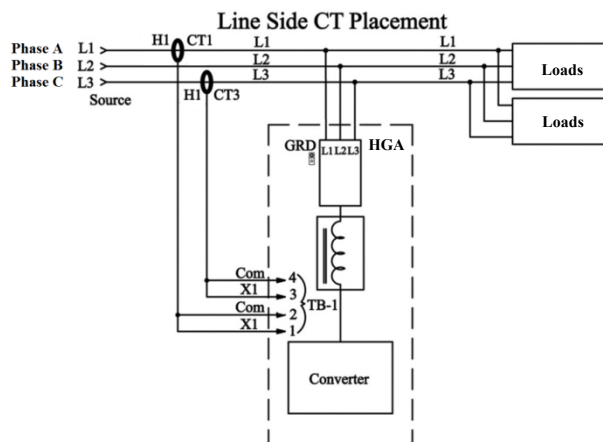 Line Side CT Placement
Phase A L1 H1 CT1 L1 L1
Phase B L2 L2 L2 Loads
Phase C L3 L3 L3
Source H1 CT3
Loads
GRD L1 L2 L3 HGA
Com 4
X1 3
TB-1
Com 2
X1 1
Converter